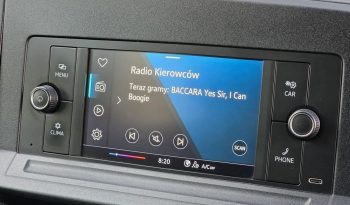 MENU
Radio Kierowców
CAR
Teraz gramy: BACCARA Yes Sir, I Can
Boogie
CLIMA
SCAN
PHONE
8:20
A/C